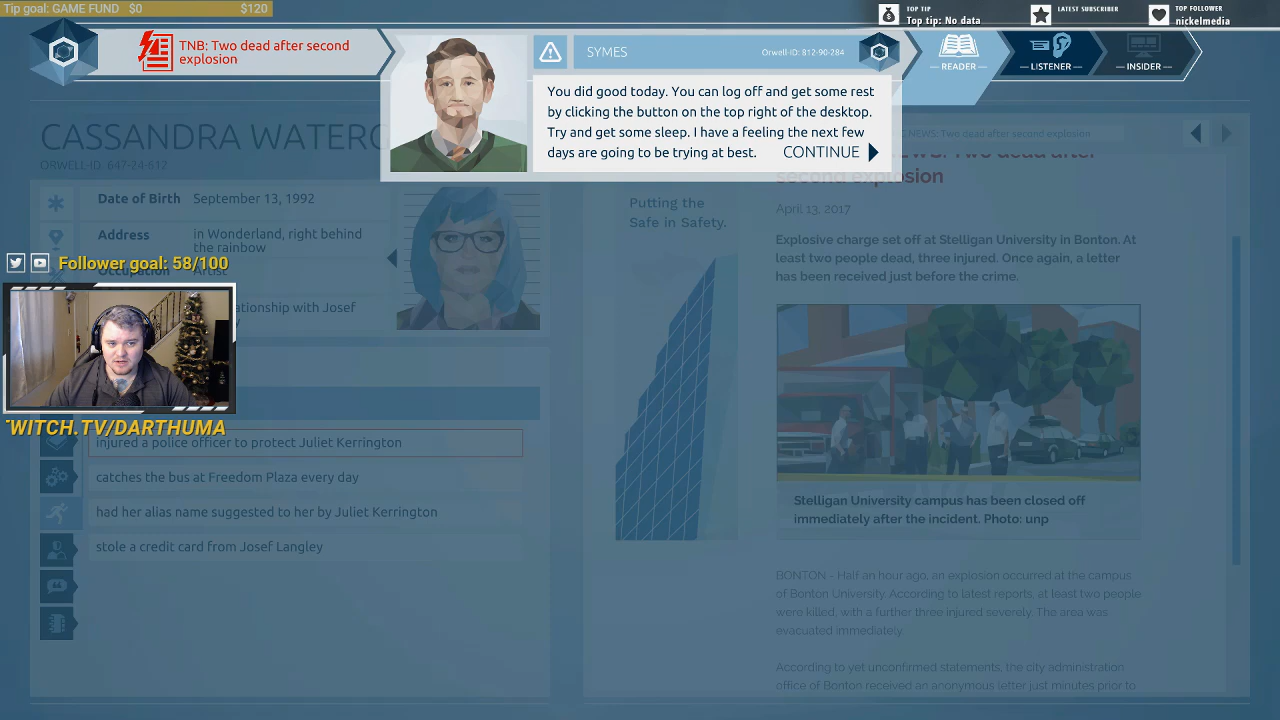 Tip goal: GAME FUND $0 $120
TOP TIP
Top tip: No data
LATEST SUBSCRIBER
TOP FOLLOWER
nickelmedia
TNB: Two dead after second
explosion
SYMES
Orwell-ID: 812-90-284
You did good today. You can log off and get some rest
by clicking the button on the top right of the desktop.
Try and get some sleep. I have a feeling the next few
days are going to be trying at best.
CONTINUE
— READER —
— LISTENER —
— INSIDER —
CASSANDRA WATERG
ORWELL-ID: 647-24-517
Date of Birth September 13, 1992
Address in Wonderland, right behind
the rainbow
Occupation Artist
ationship with Josef
Follower goal: 58/100
TWITCH.TV/DARTHUMA
injured a police officer to protect Juliet Kerrington
catches the bus at Freedom Plaza every day
had her alias name suggested to her by Juliet Kerrington
stole a credit card from Josef Langley
NEWS: Two dead after second explosion
Putting the
Safe in Safety.
NEWS: Two dead after
second explosion
April 13, 2017
Explosive charge set off at Stelligan University in Bonton. At
least two people dead, three injured. Once again, a letter
has been received just before the crime.
Stelligan University campus has been closed off
immediately after the incident. Photo: unp
BONTON - Half an hour ago, an explosion occurred at the campus
of Bonton University. According to latest reports, at least two people
were killed, with a further three injured severely. The area was
evacuated immediately.
According to yet unconfirmed statements, the city administration
office of Bonton received an anonymous letter just minutes prior to